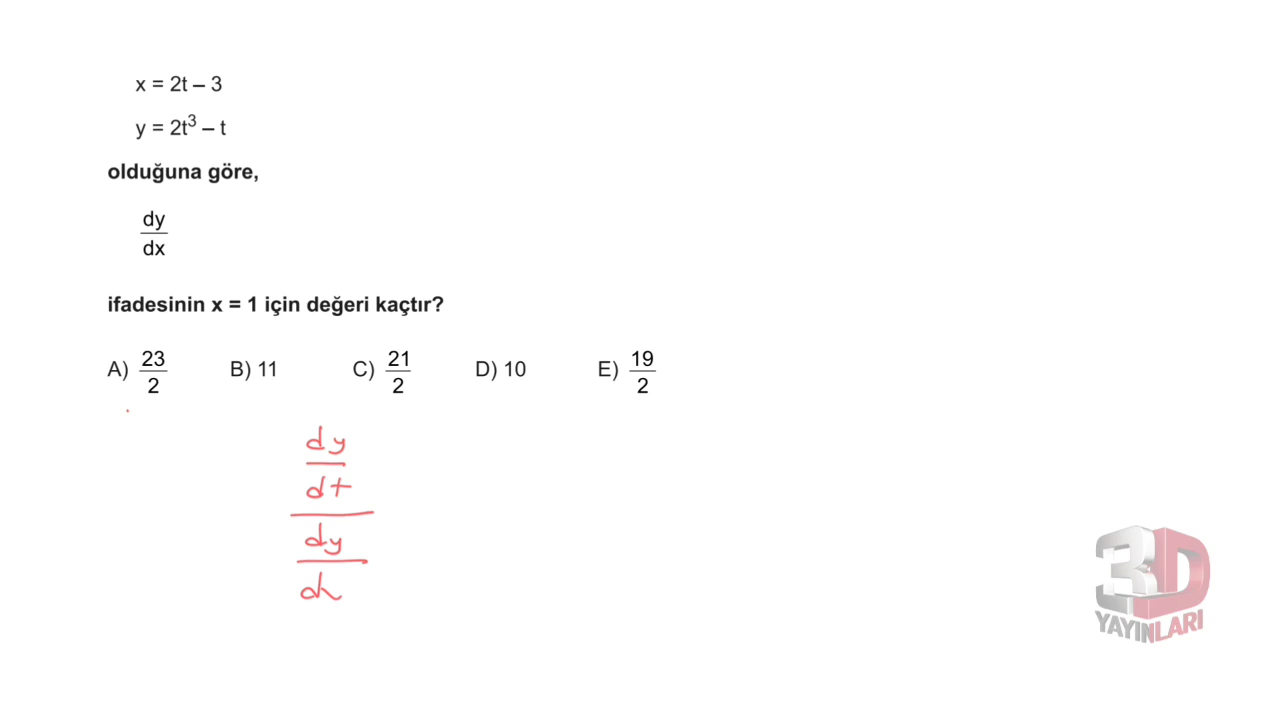 x = 2t – 3
y = 2t³ – t
olduğuna göre,
dy
dx
ifadesinin x = 1 için değeri kaçtır?
A) 23/2 B) 11 C) 21/2 D) 10 E) 19/2
dy
dt
dy
3D
YAYINLARI